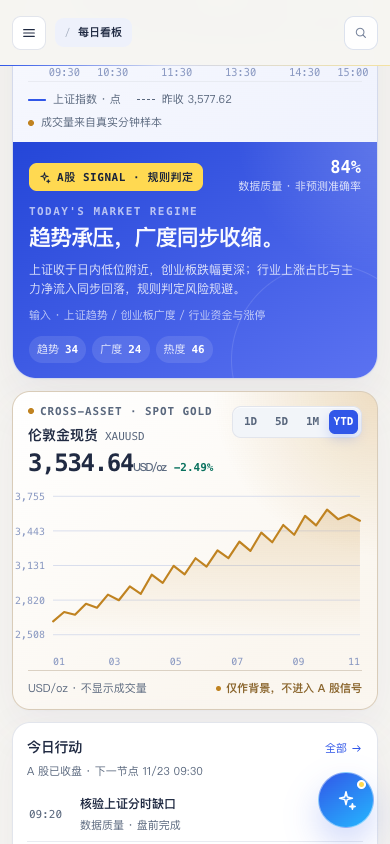 / 每日看板
09:30 10:30 11:30 13:30 14:30 15:00
上证指数 · 点 昨收 3,577.62
成交量来自真实分钟样本
A股 SIGNAL · 规则判定
84%
数据质量 · 非预测准确率
TODAY'S MARKET REGIME
趋势承压，广度同步收缩。
上证收于日内低位附近，创业板跌幅更深；行业上涨占比与主
力净流入同步回落，规则判定风险规避。
输入 · 上证趋势 / 创业板广度 / 行业资金与涨停
趋势 34 广度 24 热度 46
CROSS-ASSET · SPOT GOLD
1D 5D 1M YTD
伦敦金现货 XAUUSD
3,534.64 USD/oz -2.49%
3,755
3,443
3,131
2,820
2,508
01 03 05 07 09 11
USD/oz · 不显示成交量 仅作背景，不进入 A 股信号
今日行动 全部 →
A 股已收盘 · 下一节点 11/23 09:30
09:20 核验上证分时缺口
数据质量 · 盘前完成